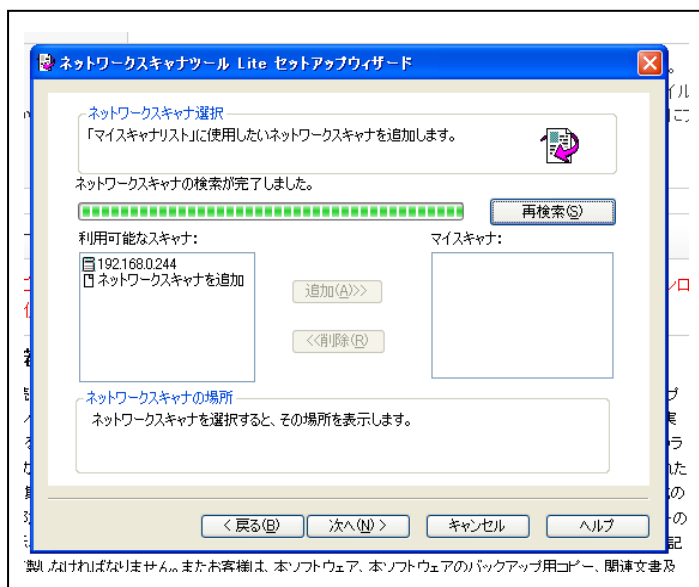 ネットワークスキャナツール Lite セットアップウィザード
ネットワークスキャナ選択
「マイスキャナリスト」に使用したいネットワークスキャナを追加します。
ネットワークスキャナの検索が完了しました。
再検索(S)
利用可能なスキャナ:
マイスキャナ:
192.168.0.244
ネットワークスキャナを追加
追加(A)>>
<<削除(R)
ネットワークスキャナの場所
ネットワークスキャナを選択すると、その場所を表示します。
< 戻る(B)
次へ(N) >
キャンセル
ヘルプ
製しなければなりません。またお客様は、本ソフトウェア、本ソフトウェアのバックアップ用コピー、関連文書及